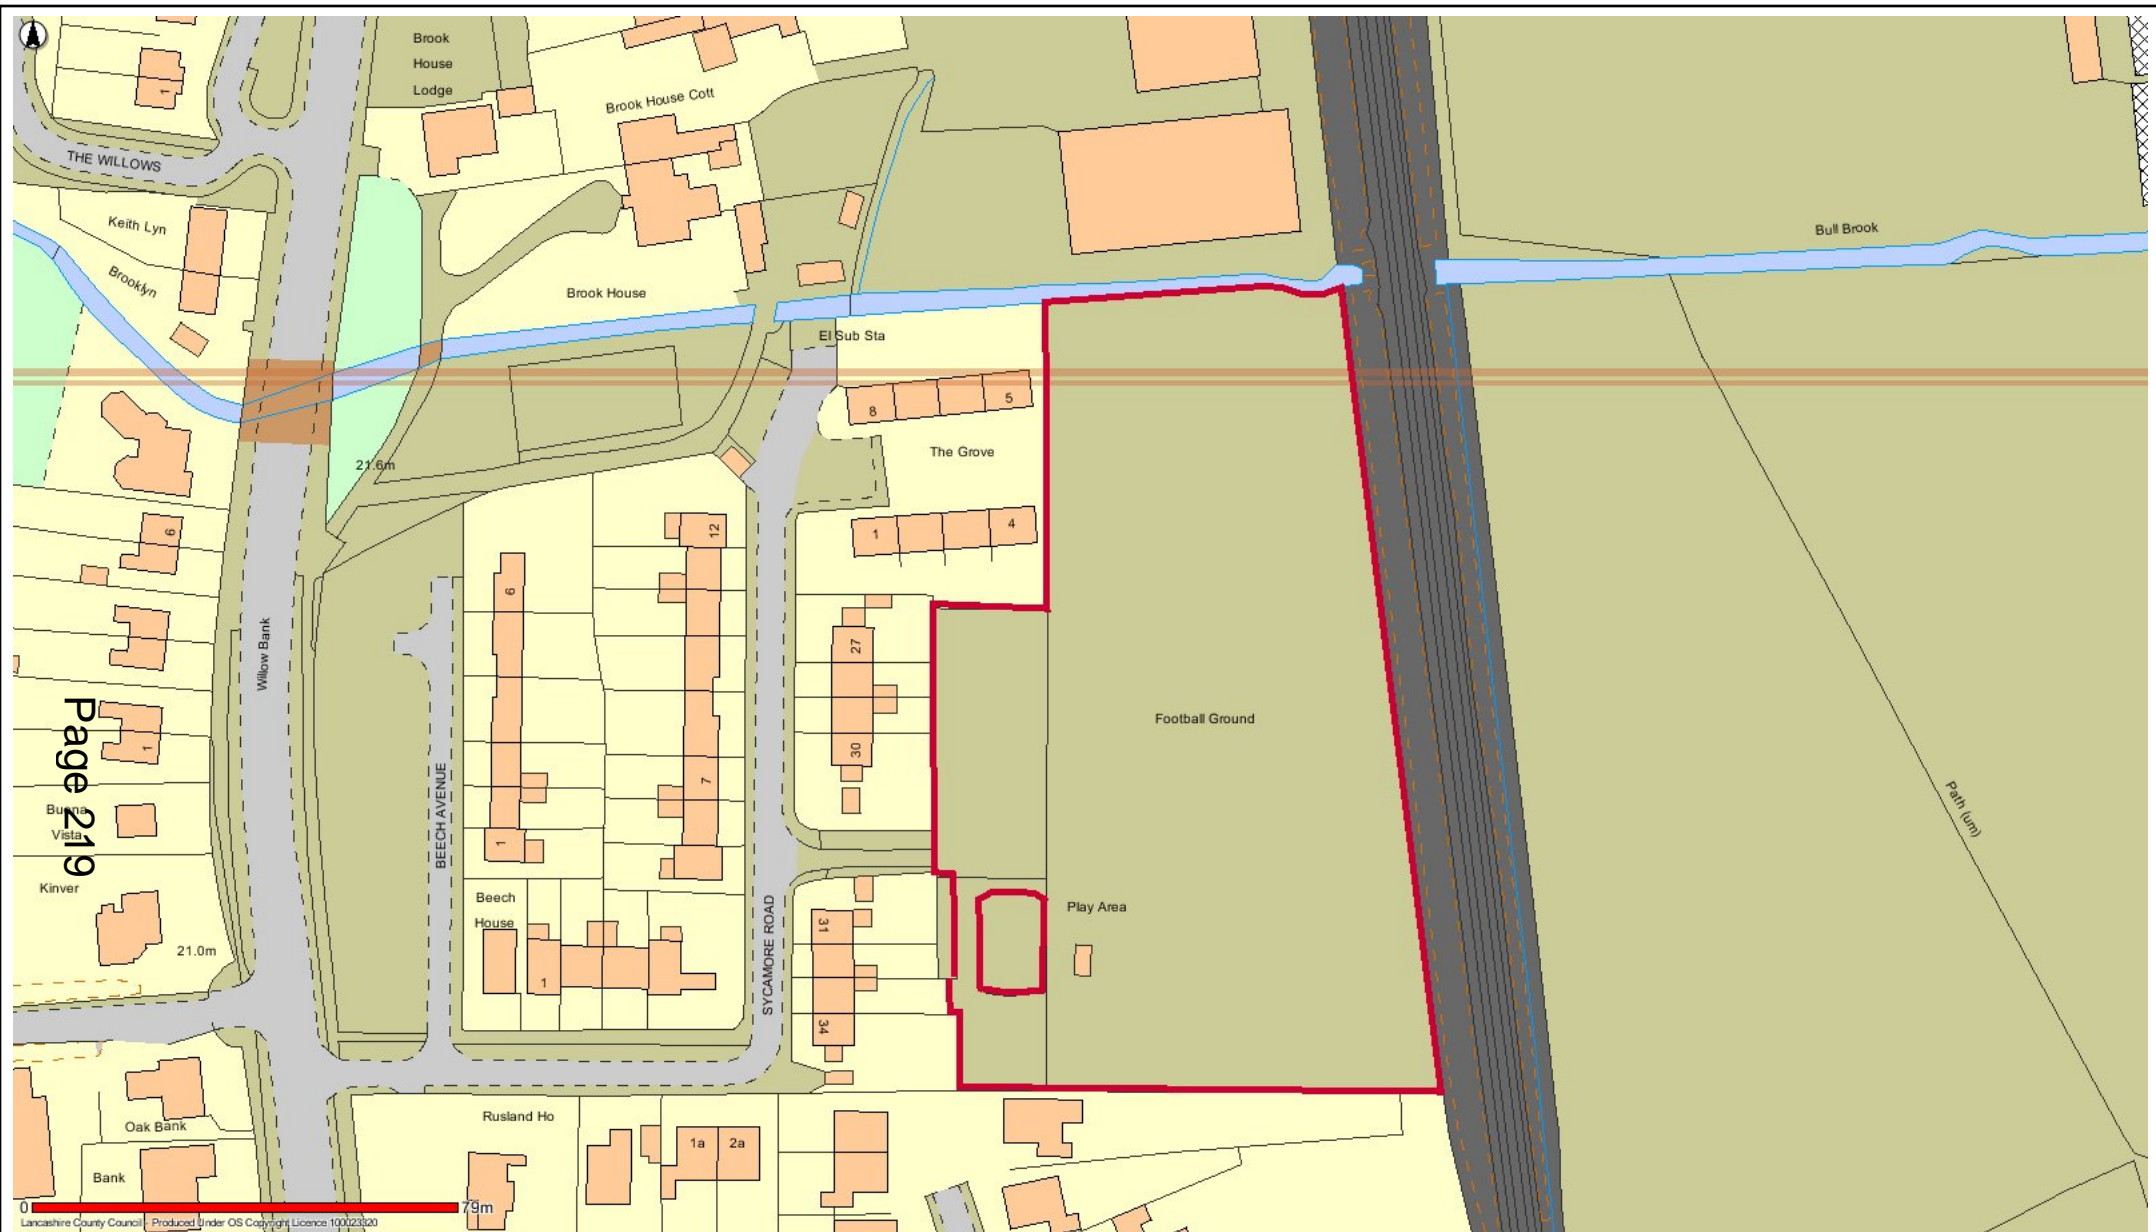 Brook
House
Lodge
1
Brook House Cott
THE WILLOWS
Keith Lyn
Brooklyn
Bull Brook
Brook House
El Sub Sta
8
5
The Grove
21.6m
1
4
6
12
6
27
Willow Bank
Football Ground
Page 219
1
30
7
Path (um)
Buena
Vista
BEECH AVENUE
1
Kinver
Beech
House
Play Area
31
SYCAMORE ROAD
21.0m
1
34
Rusland Ho
Oak Bank
1a
2a
Bank
0
79m
Lancashire County Council - Produced Under OS Copyright Licence 100023320